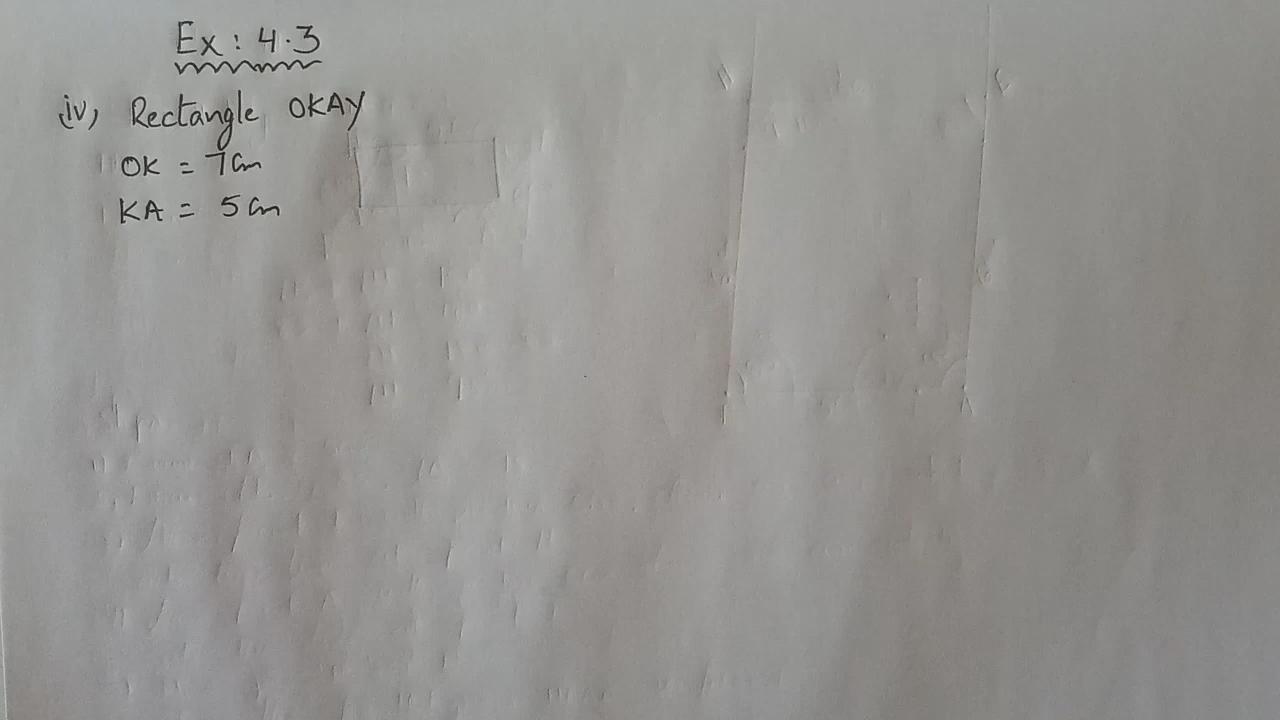 Ex: 4.3
(iv) Rectangle OKAY
OK = 7cm
KA = 5cm